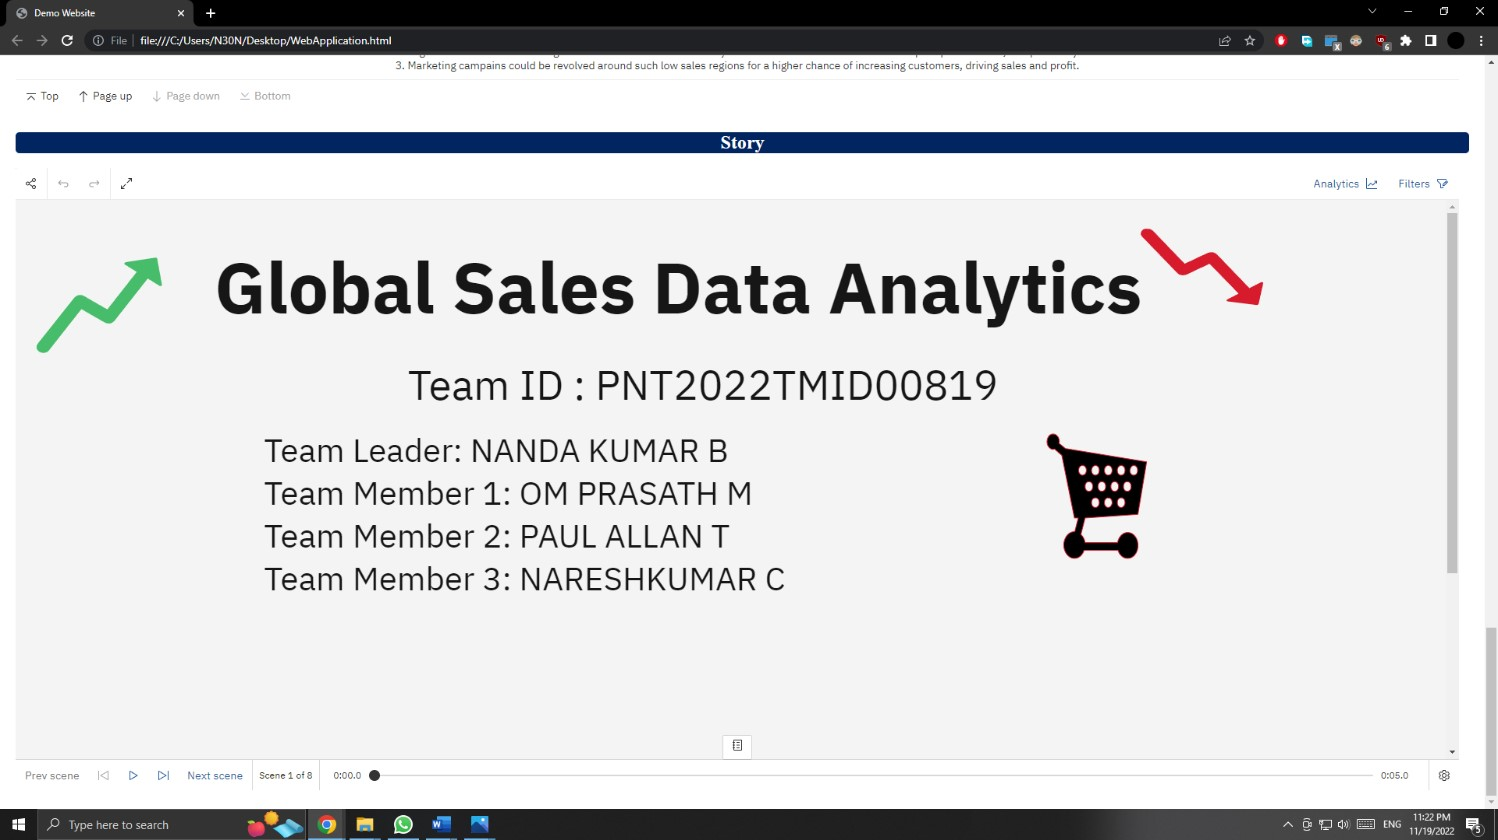 Demo Website
File file:///C:/Users/N30N/Desktop/WebApplication.html
3. Marketing campains could be revolved around such low sales regions for a higher chance of increasing customers, driving sales and profit.
Top Page up Page down Bottom
Story
Analytics Filters
Global Sales Data Analytics
Team ID : PNT2022TMID00819
Team Leader: NANDA KUMAR B
Team Member 1: OM PRASATH M
Team Member 2: PAUL ALLAN T
Team Member 3: NARESHKUMAR C
Prev scene Next scene Scene 1 of 8 0:00.0 0:05.0
Type here to search
ENG
11:22 PM
11/19/2022
5